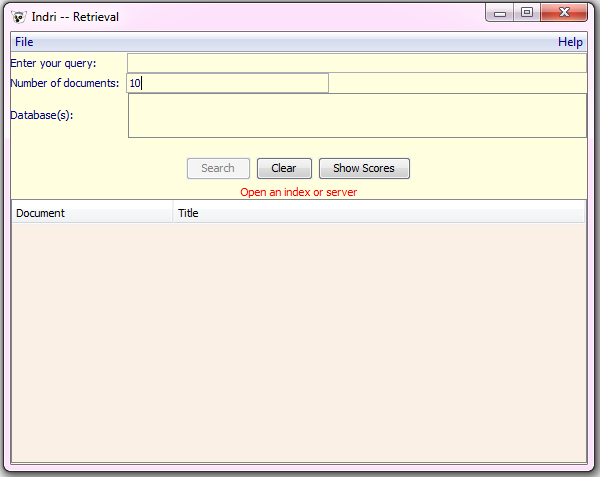 Indri -- Retrieval
File Help
Enter your query:
Number of documents: 10
Database(s):
Search Clear Show Scores
Open an index or server
Document Title